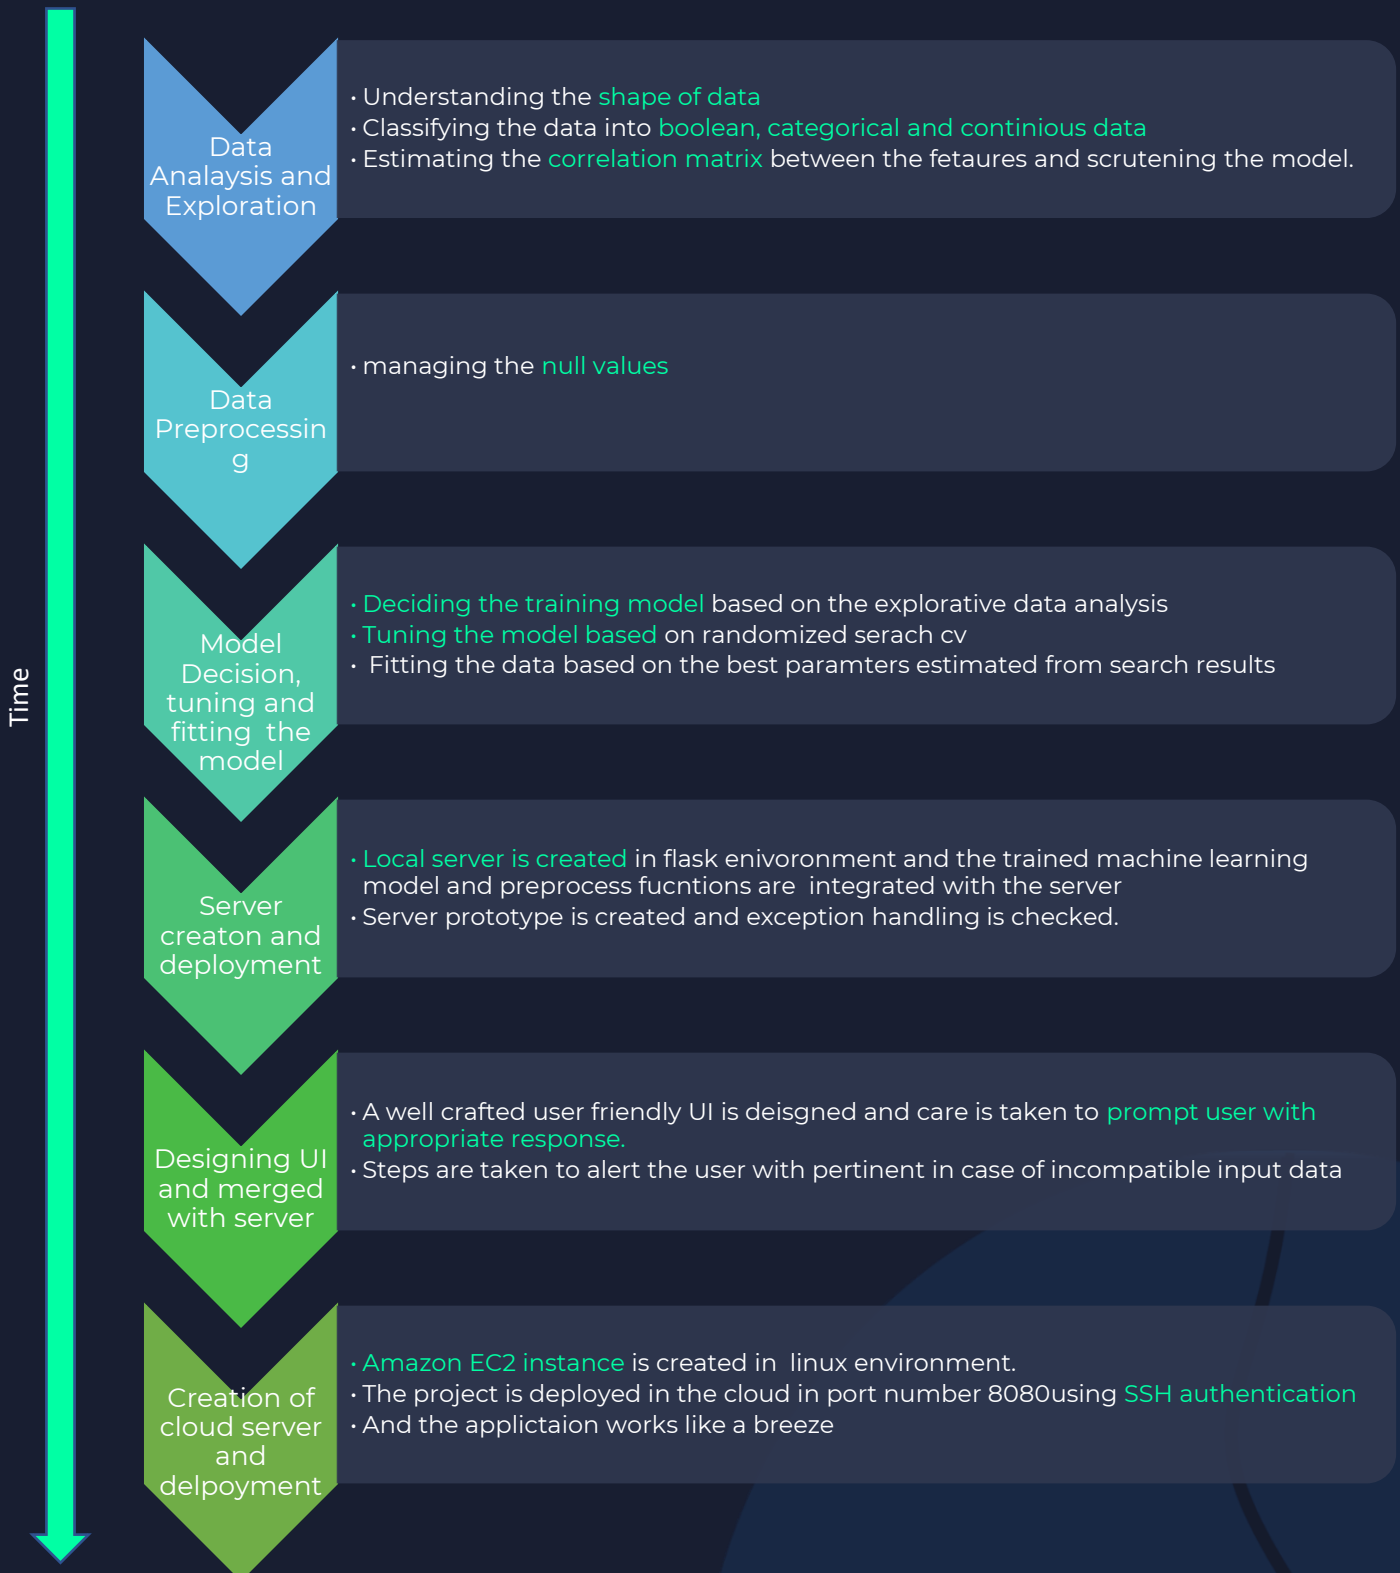 Time
Data
Analaysis and
Exploration
• Understanding the shape of data
• Classifying the data into boolean, categorical and continious data
• Estimating the correlation matrix between the fetaures and scrutening the model.
Data
Preprocessin
g
• managing the null values
Model
Decision,
tuning and
fitting  the
model
• Deciding the training model based on the explorative data analysis
• Tuning the model based on randomized serach cv
•  Fitting the data based on the best paramters estimated from search results
Server
creaton and
deployment
• Local server is created in flask enivoronment and the trained machine learning
model and preprocess fucntions are  integrated with the server
• Server prototype is created and exception handling is checked.
Designing UI
and merged
with server
• A well crafted user friendly UI is deisgned and care is taken to prompt user with
appropriate response.
• Steps are taken to alert the user with pertinent in case of incompatible input data
Creation of
cloud server
and
delpoyment
• Amazon EC2 instance is created in  linux environment.
• The project is deployed in the cloud in port number 8080using SSH authentication
• And the applictaion works like a breeze